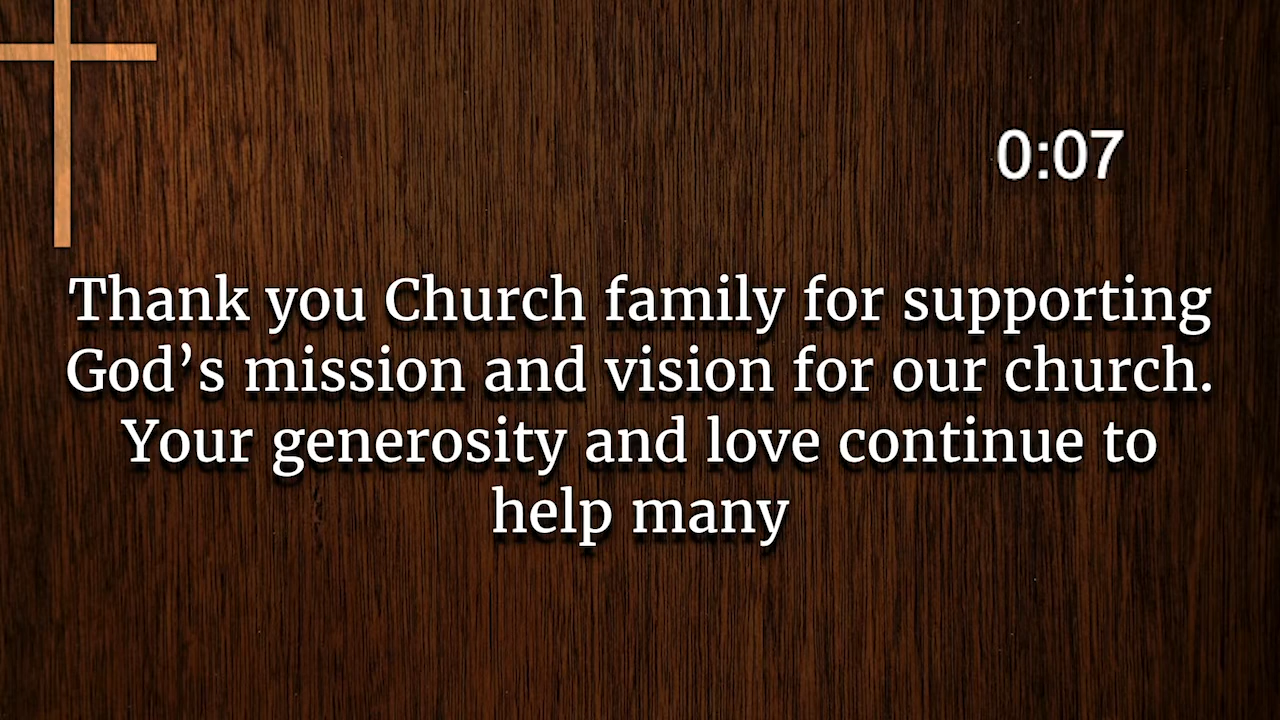 0:07
Thank you Church family for supporting
God’s mission and vision for our church.
Your generosity and love continue to
help many